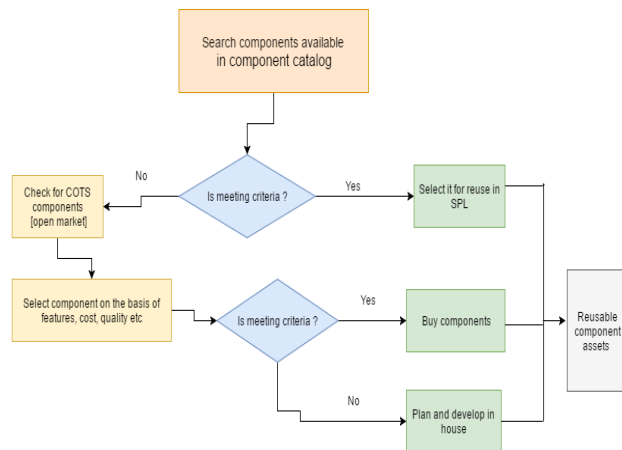 Search components available
in component catalog
No
Is meeting criteria ?
Yes
Select it for reuse in
SPL
Check for COTS
components
[open market]
Select component on the basis of
features, cost, quality etc
Is meeting criteria ?
Yes
Buy components
Reusable
component
assets
No
Plan and develop in
house